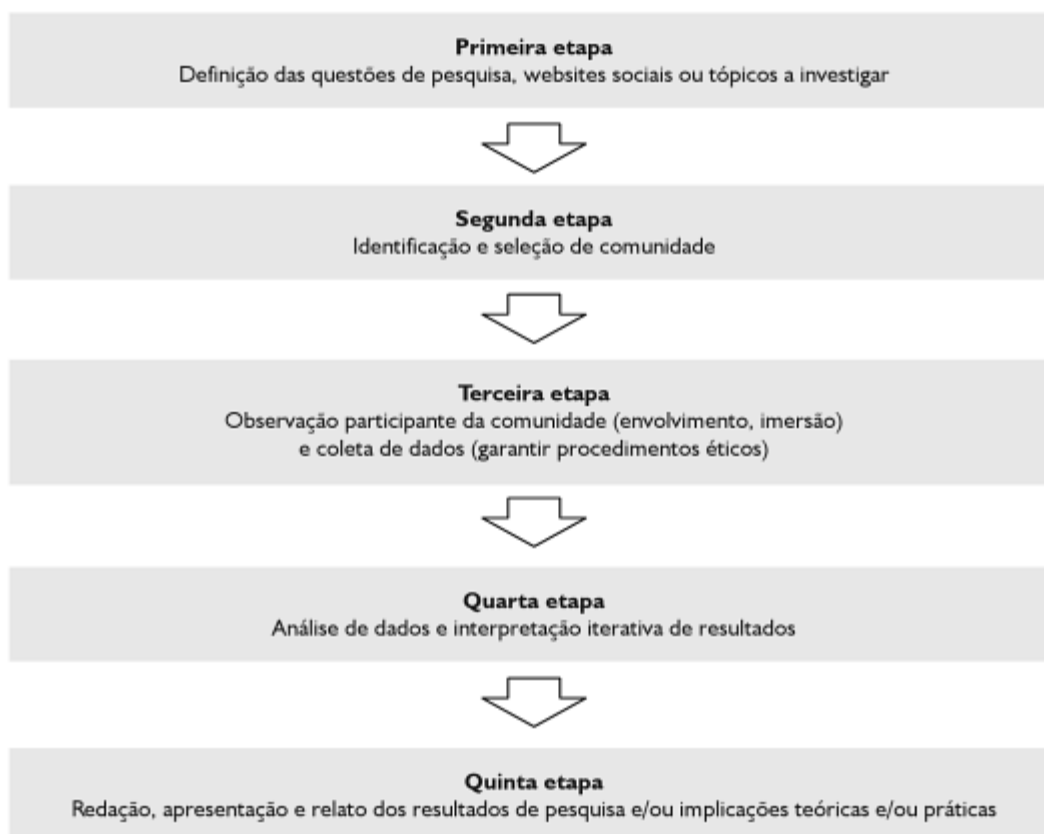 Primeira etapa
Definição das questões de pesquisa, websites sociais ou tópicos a investigar
Segunda etapa
Identificação e seleção de comunidade
Terceira etapa
Observação participante da comunidade (envolvimento, imersão)
e coleta de dados (garantir procedimentos éticos)
Quarta etapa
Análise de dados e interpretação iterativa de resultados
Quinta etapa
Redação, apresentação e relato dos resultados de pesquisa e/ou implicações teóricas e/ou práticas